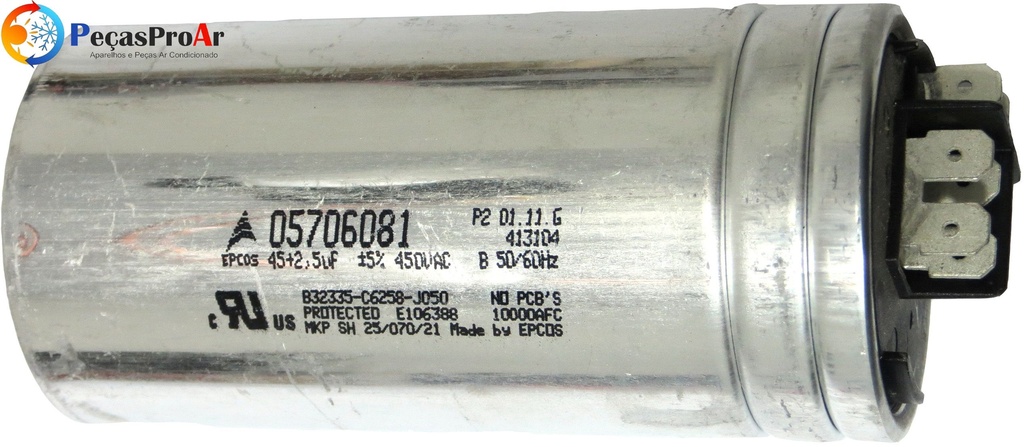 PeçasProAr
Aparelhos e Peças Ar Condicionado
05706081 P2 01.11.G
413104
EPCOS 45+2,5uF ±5% 450VAC B 50/60Hz
B32335-C6258-J050 NO PCB'S
c RU US PROTECTED E106388 10000AFC
MKP SH 25/070/21 Made by EPCOS